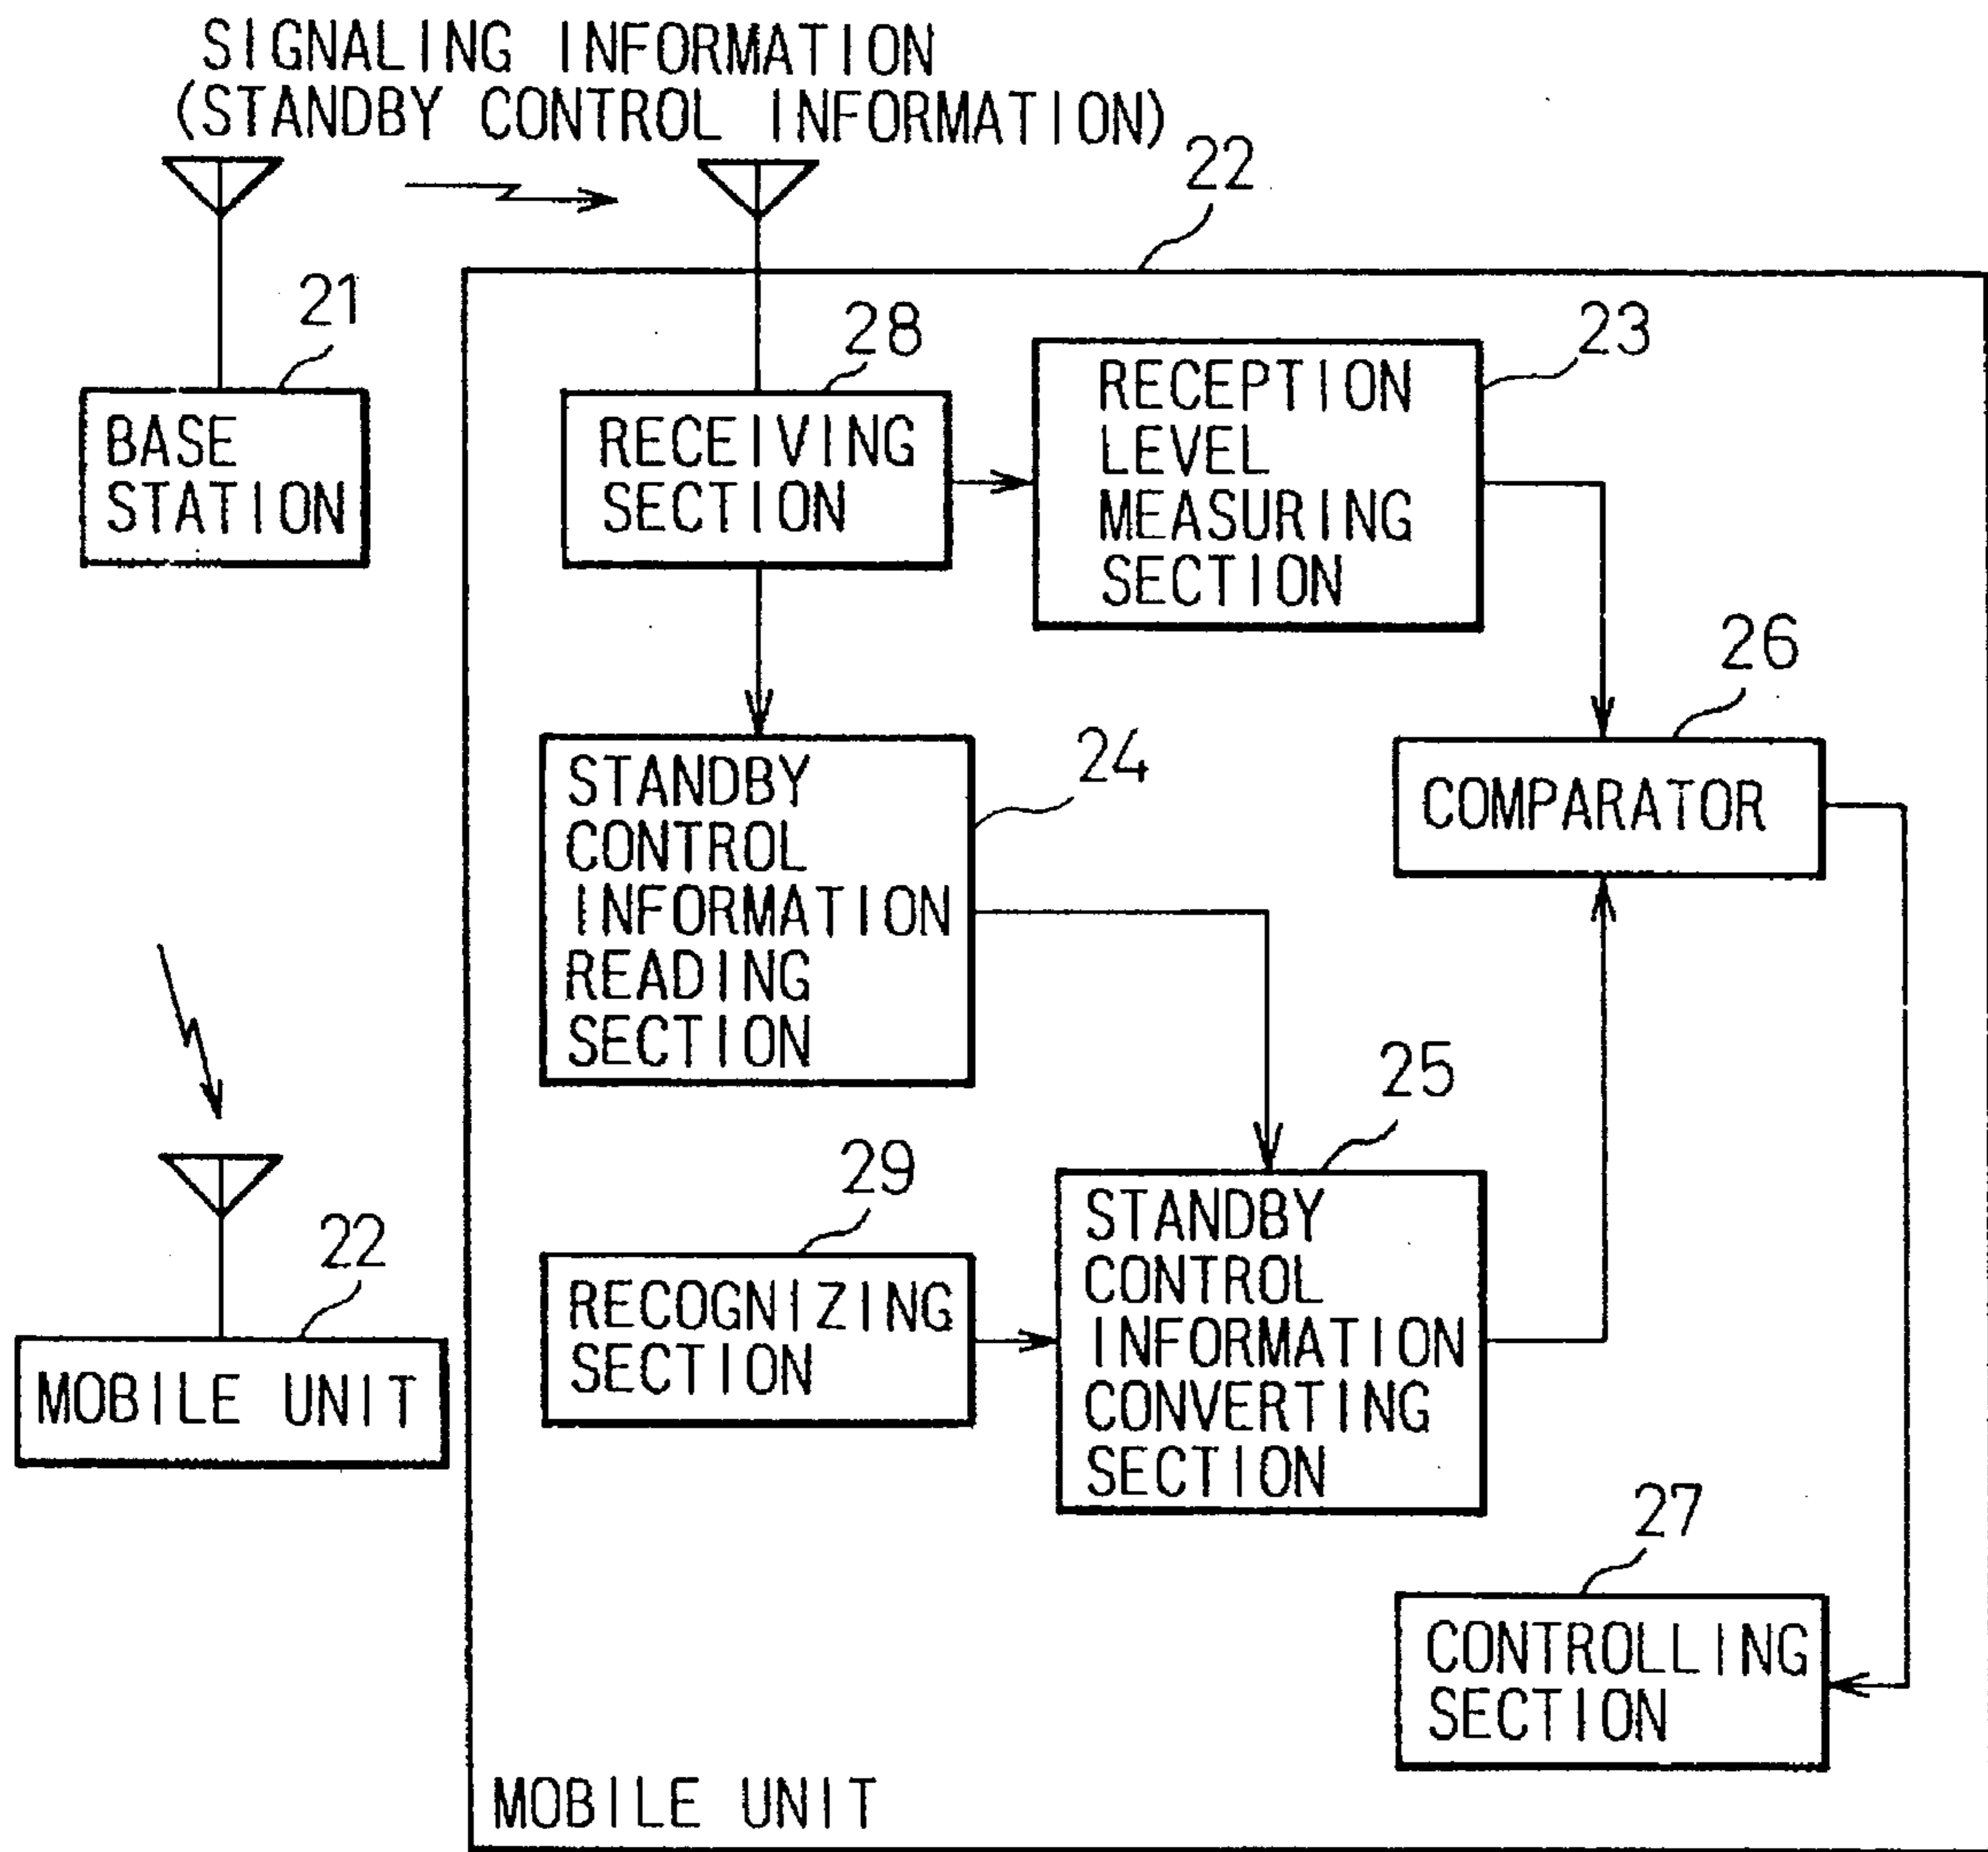 SIGNALING INFORMATION
(STANDBY CONTROL INFORMATION)
22
21
BASE
STATION
28
RECEIVING
SECTION
23
RECEPTION
LEVEL
MEASURING
SECTION
26
COMPARATOR
24
STANDBY
CONTROL
INFORMATION
READING
SECTION
25
STANDBY
CONTROL
INFORMATION
CONVERTING
SECTION
29
RECOGNIZING
SECTION
22
MOBILE UNIT
27
CONTROLLING
SECTION
MOBILE UNIT